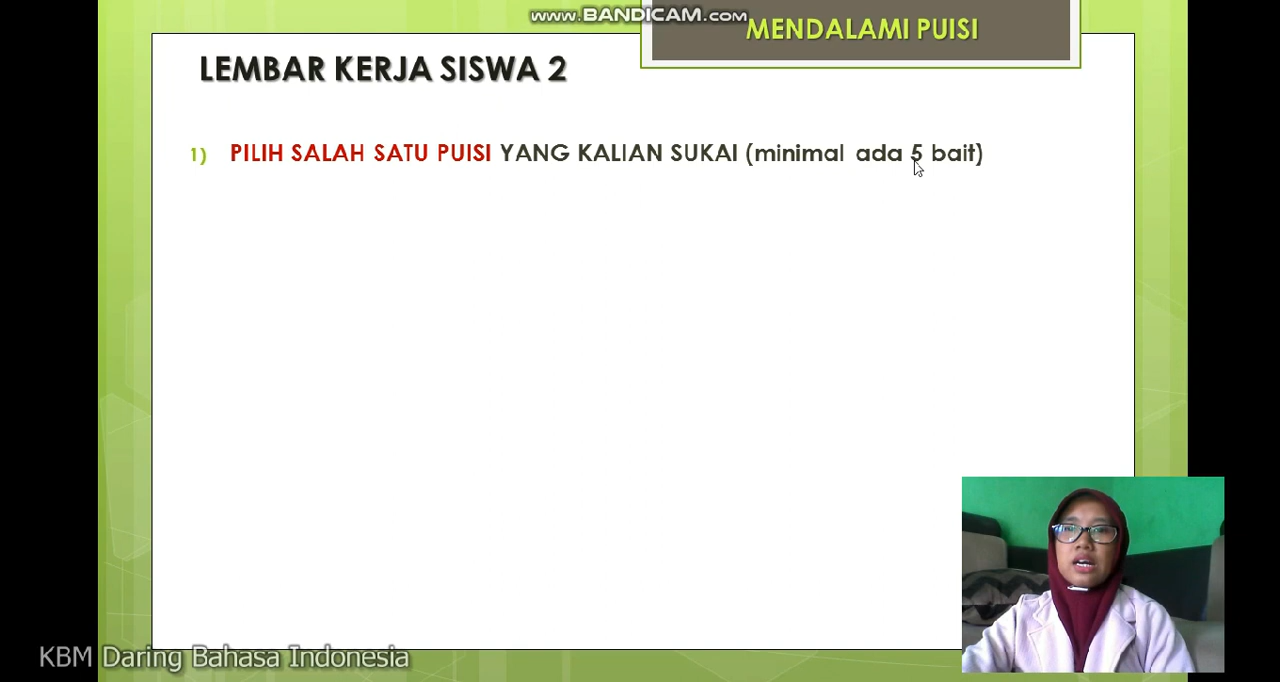 www.BANDICAM.com
MENDALAMI PUISI
LEMBAR KERJA SISWA 2
1) PILIH SALAH SATU PUISI YANG KALIAN SUKAI (minimal ada 5 bait)
KBM Daring Bahasa Indonesia